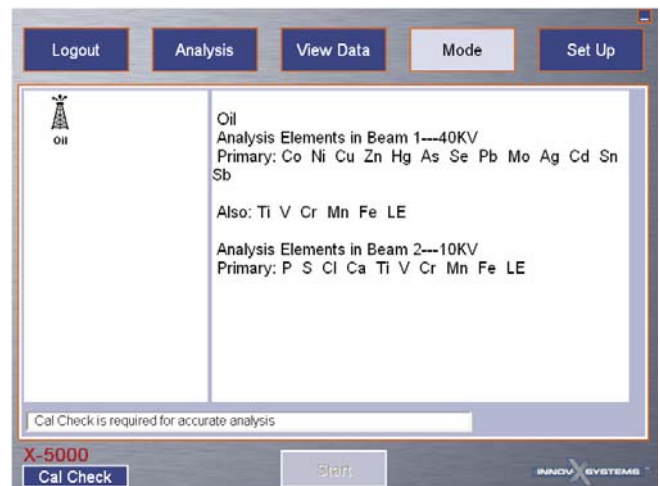 Logout Analysis View Data Mode Set Up
Oil
Oil
Analysis Elements in Beam 1---40KV
Primary: Co Ni Cu Zn Hg As Se Pb Mo Ag Cd Sn
Sb
Also: Ti V Cr Mn Fe LE
Analysis Elements in Beam 2---10KV
Primary: P S Cl Ca Ti V Cr Mn Fe LE
Cal Check is required for accurate analysis
X-5000
Cal Check Start INNOV X SYSTEMS